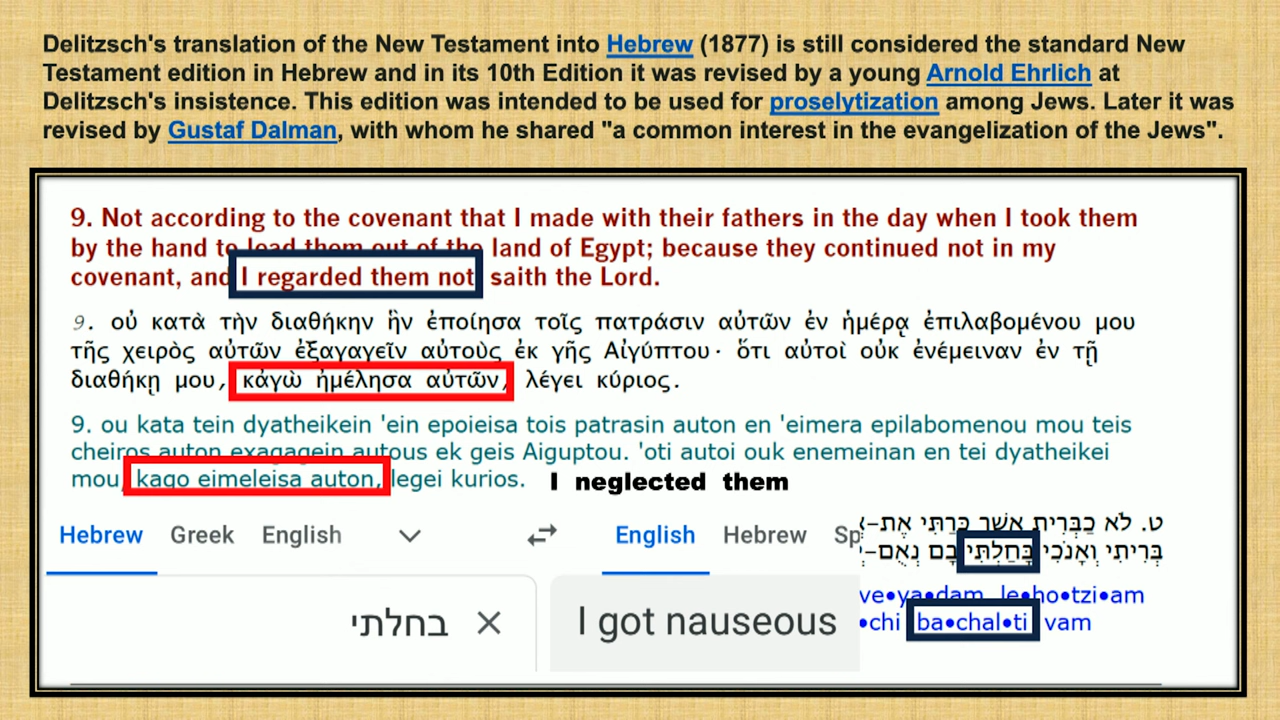 Delitzsch's translation of the New Testament into Hebrew (1877) is still considered the standard New
Testament edition in Hebrew and in its 10th Edition it was revised by a young Arnold Ehrlich at
Delitzsch's insistence. This edition was intended to be used for proselytization among Jews. Later it was
revised by Gustaf Dalman, with whom he shared "a common interest in the evangelization of the Jews".
9. Not according to the covenant that I made with their fathers in the day when I took them
by the hand to lead them out of the land of Egypt; because they continued not in my
covenant, and I regarded them not saith the Lord.
9. οὐ κατὰ τὴν διαθήκην ἣν ἐποίησα τοῖς πατράσιν αὐτῶν ἐν ἡμέρᾳ ἐπιλαβομένου μου
τῆς χειρὸς αὐτῶν ἐξαγαγεῖν αὐτοὺς ἐκ γῆς Αἰγύπτου· ὅτι αὐτοὶ οὐκ ἐνέμειναν ἐν τῇ
διαθήκῃ μου, κἀγὼ ἠμέλησα αὐτῶν, λέγει κύριος.
9. ou kata tein dyatheikein 'ein epoieisa tois patrasin auton en 'eimera epilabomenou mou teis
cheiros auton exagagein autous ek geis Aiguptou. 'oti autoi ouk enemeinan en tei dyatheikei
mou, kago eimeleisa auton, legei kurios. I neglected them
Hebrew Greek English English Hebrew Sp
בחלתי
I got nauseous
ט. לֹא כַבְּרִית אֲשֶׁר כָּרַתִּי אֶת-
בְּרִיתִי וְאָנֹכִי בָּחַלְתִּי בָם נְאֻם-
ve•ya•dam le•ho•tzi•am
•chi ba•chal•ti vam